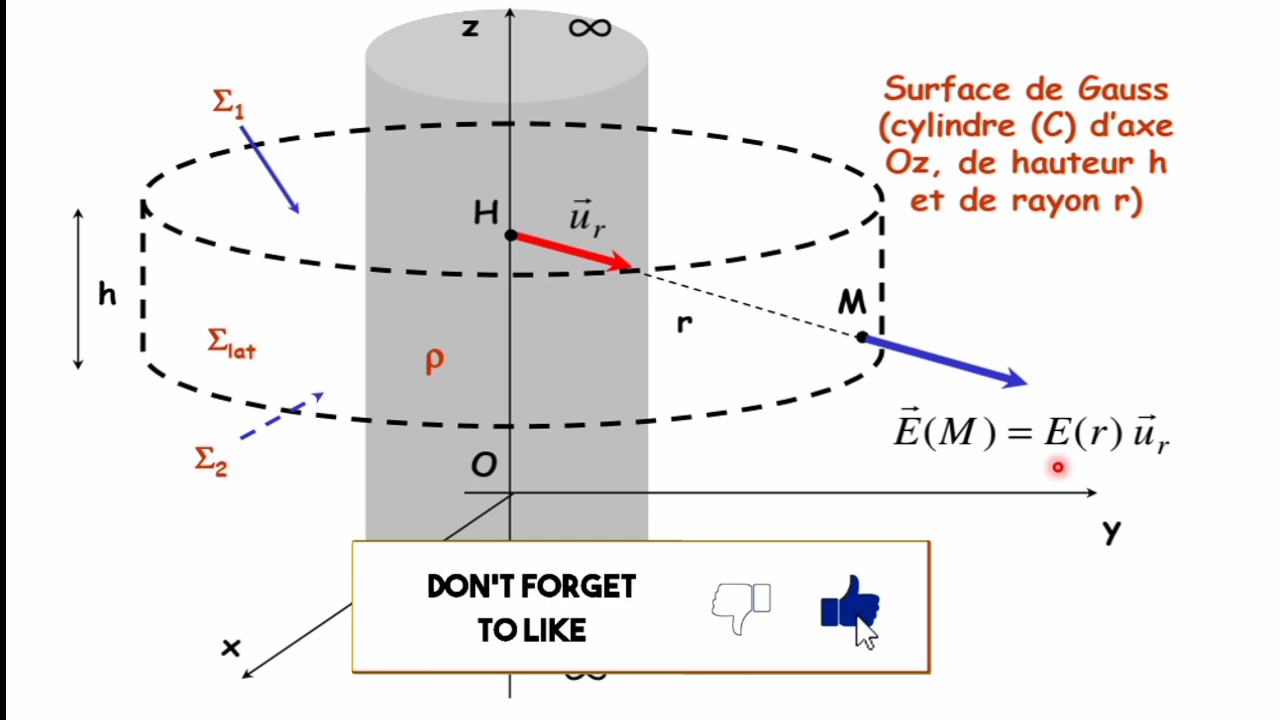 z
∞
Σ1
Surface de Gauss
(cylindre (C) d'axe
Oz, de hauteur h
et de rayon r)
H
u⃗r
h
M
r
Σlat
ρ
E⃗(M) = E(r) u⃗r
Σ2
O
y
DON'T FORGET
TO LIKE
x
∞